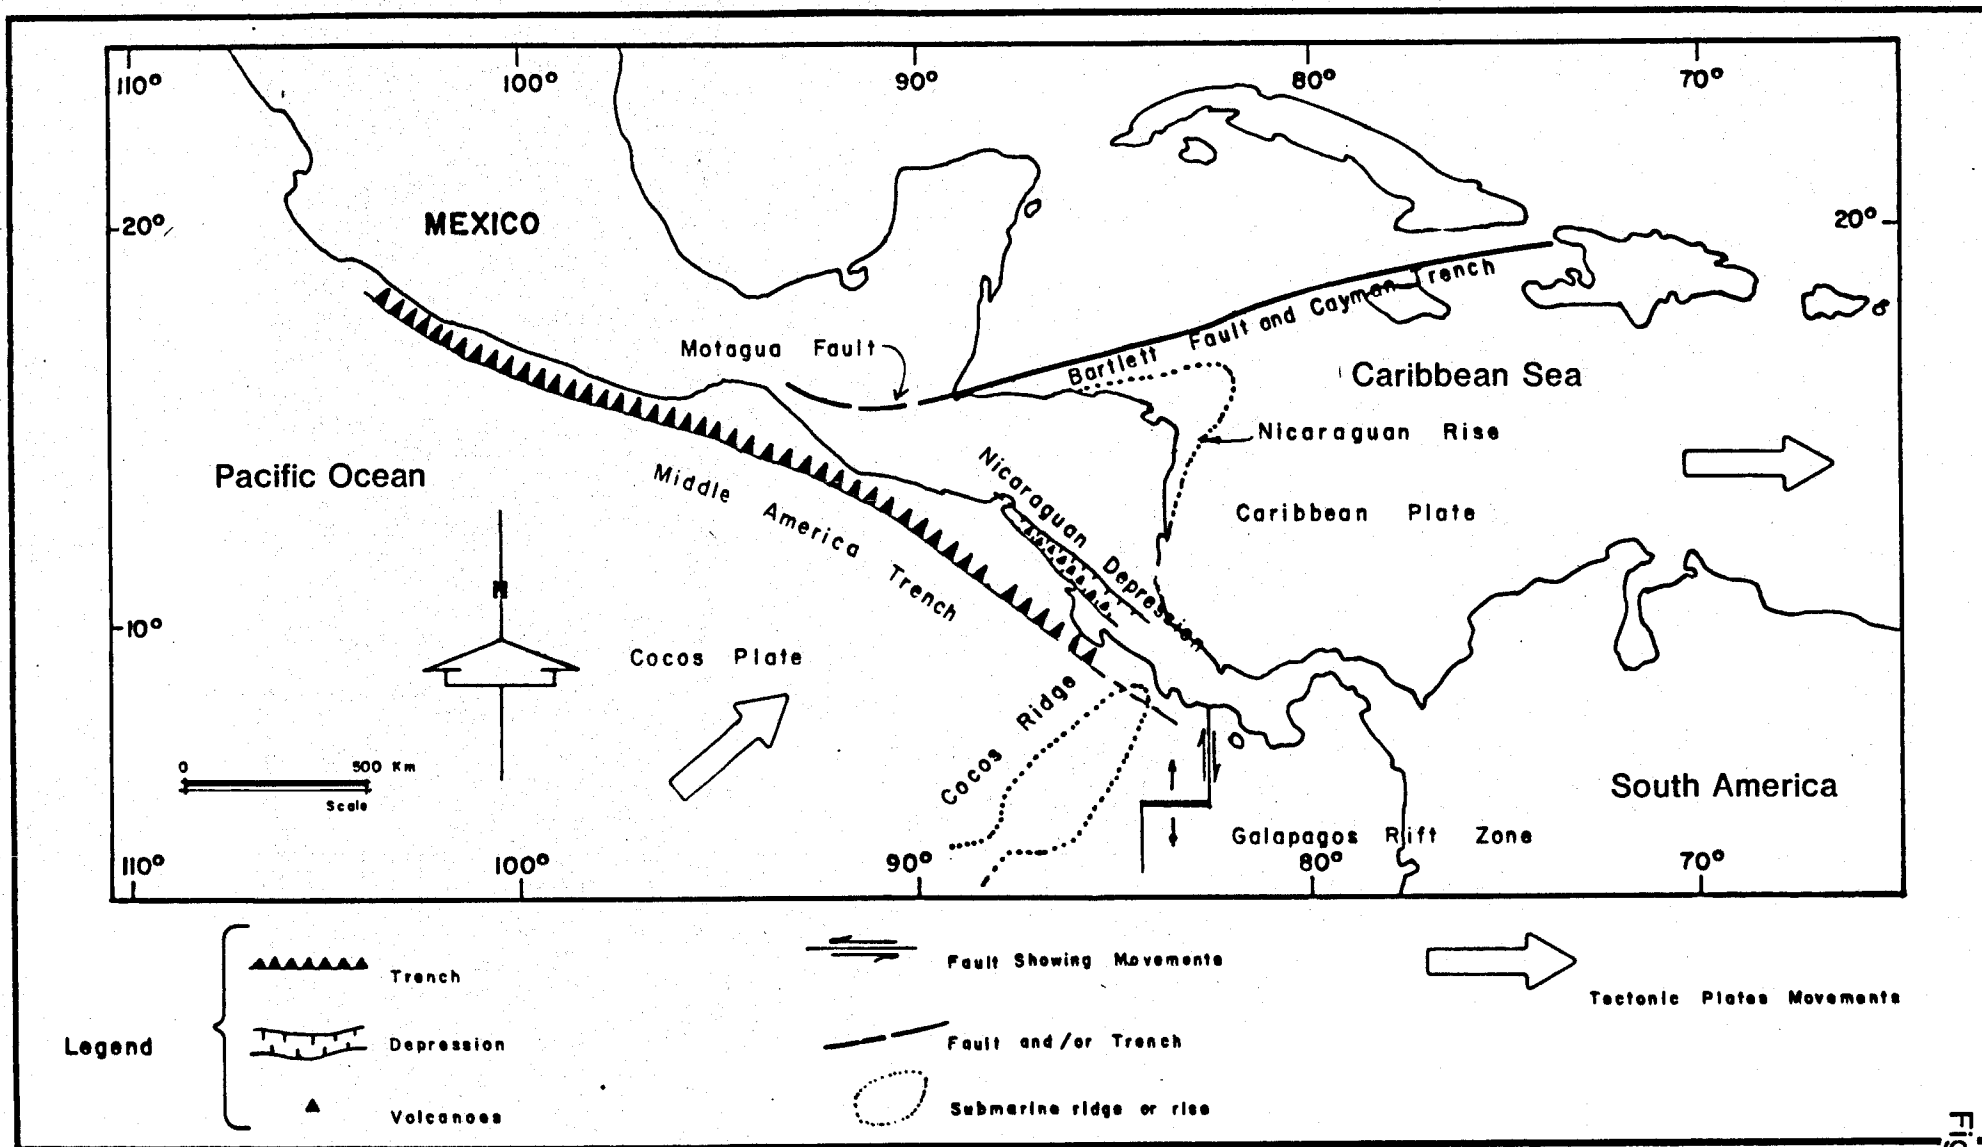 110°
100°
90°
80°
70°
20°
MEXICO
20°
Bartlett Fault and Cayman Trench
Motagua Fault
Caribbean Sea
Nicaraguan Rise
Pacific Ocean
Middle America Trench
Nicaraguan Depression
Caribbean Plate
N
10°
Cocos Plate
Cocos Ridge
0 500 Km
Scale
South America
Galapagos Rift Zone
110°
100°
90°
80°
70°
Legend
Trench
Depression
Volcanoes
Fault Showing Movements
Fault and/or Trench
Submarine ridge or rise
Tectonic Plates Movements